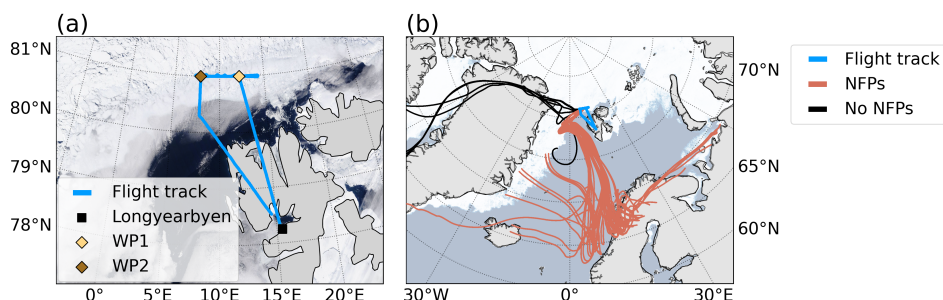 (a)
(b)
81°N
80°N
79°N
78°N
Flight track
Longyearbyen
WP1
WP2
0°
5°E
10°E
15°E
20°E
70°N
65°N
60°N
30°W
0°
30°E
Flight track
NFPs
No NFPs